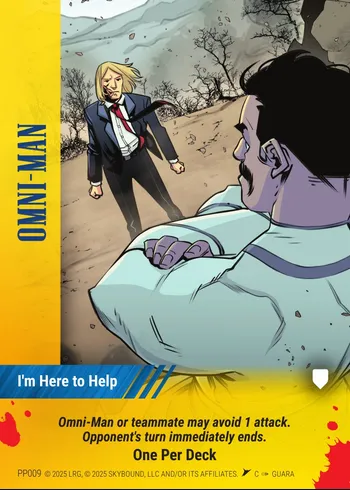 OMNI-MAN
I'm Here to Help
Omni-Man or teammate may avoid 1 attack.
Opponent's turn immediately ends.
One Per Deck
PP009 © 2025 LRG, © 2025 SKYBOUND, LLC AND/OR ITS AFFILIATES. C GUARA